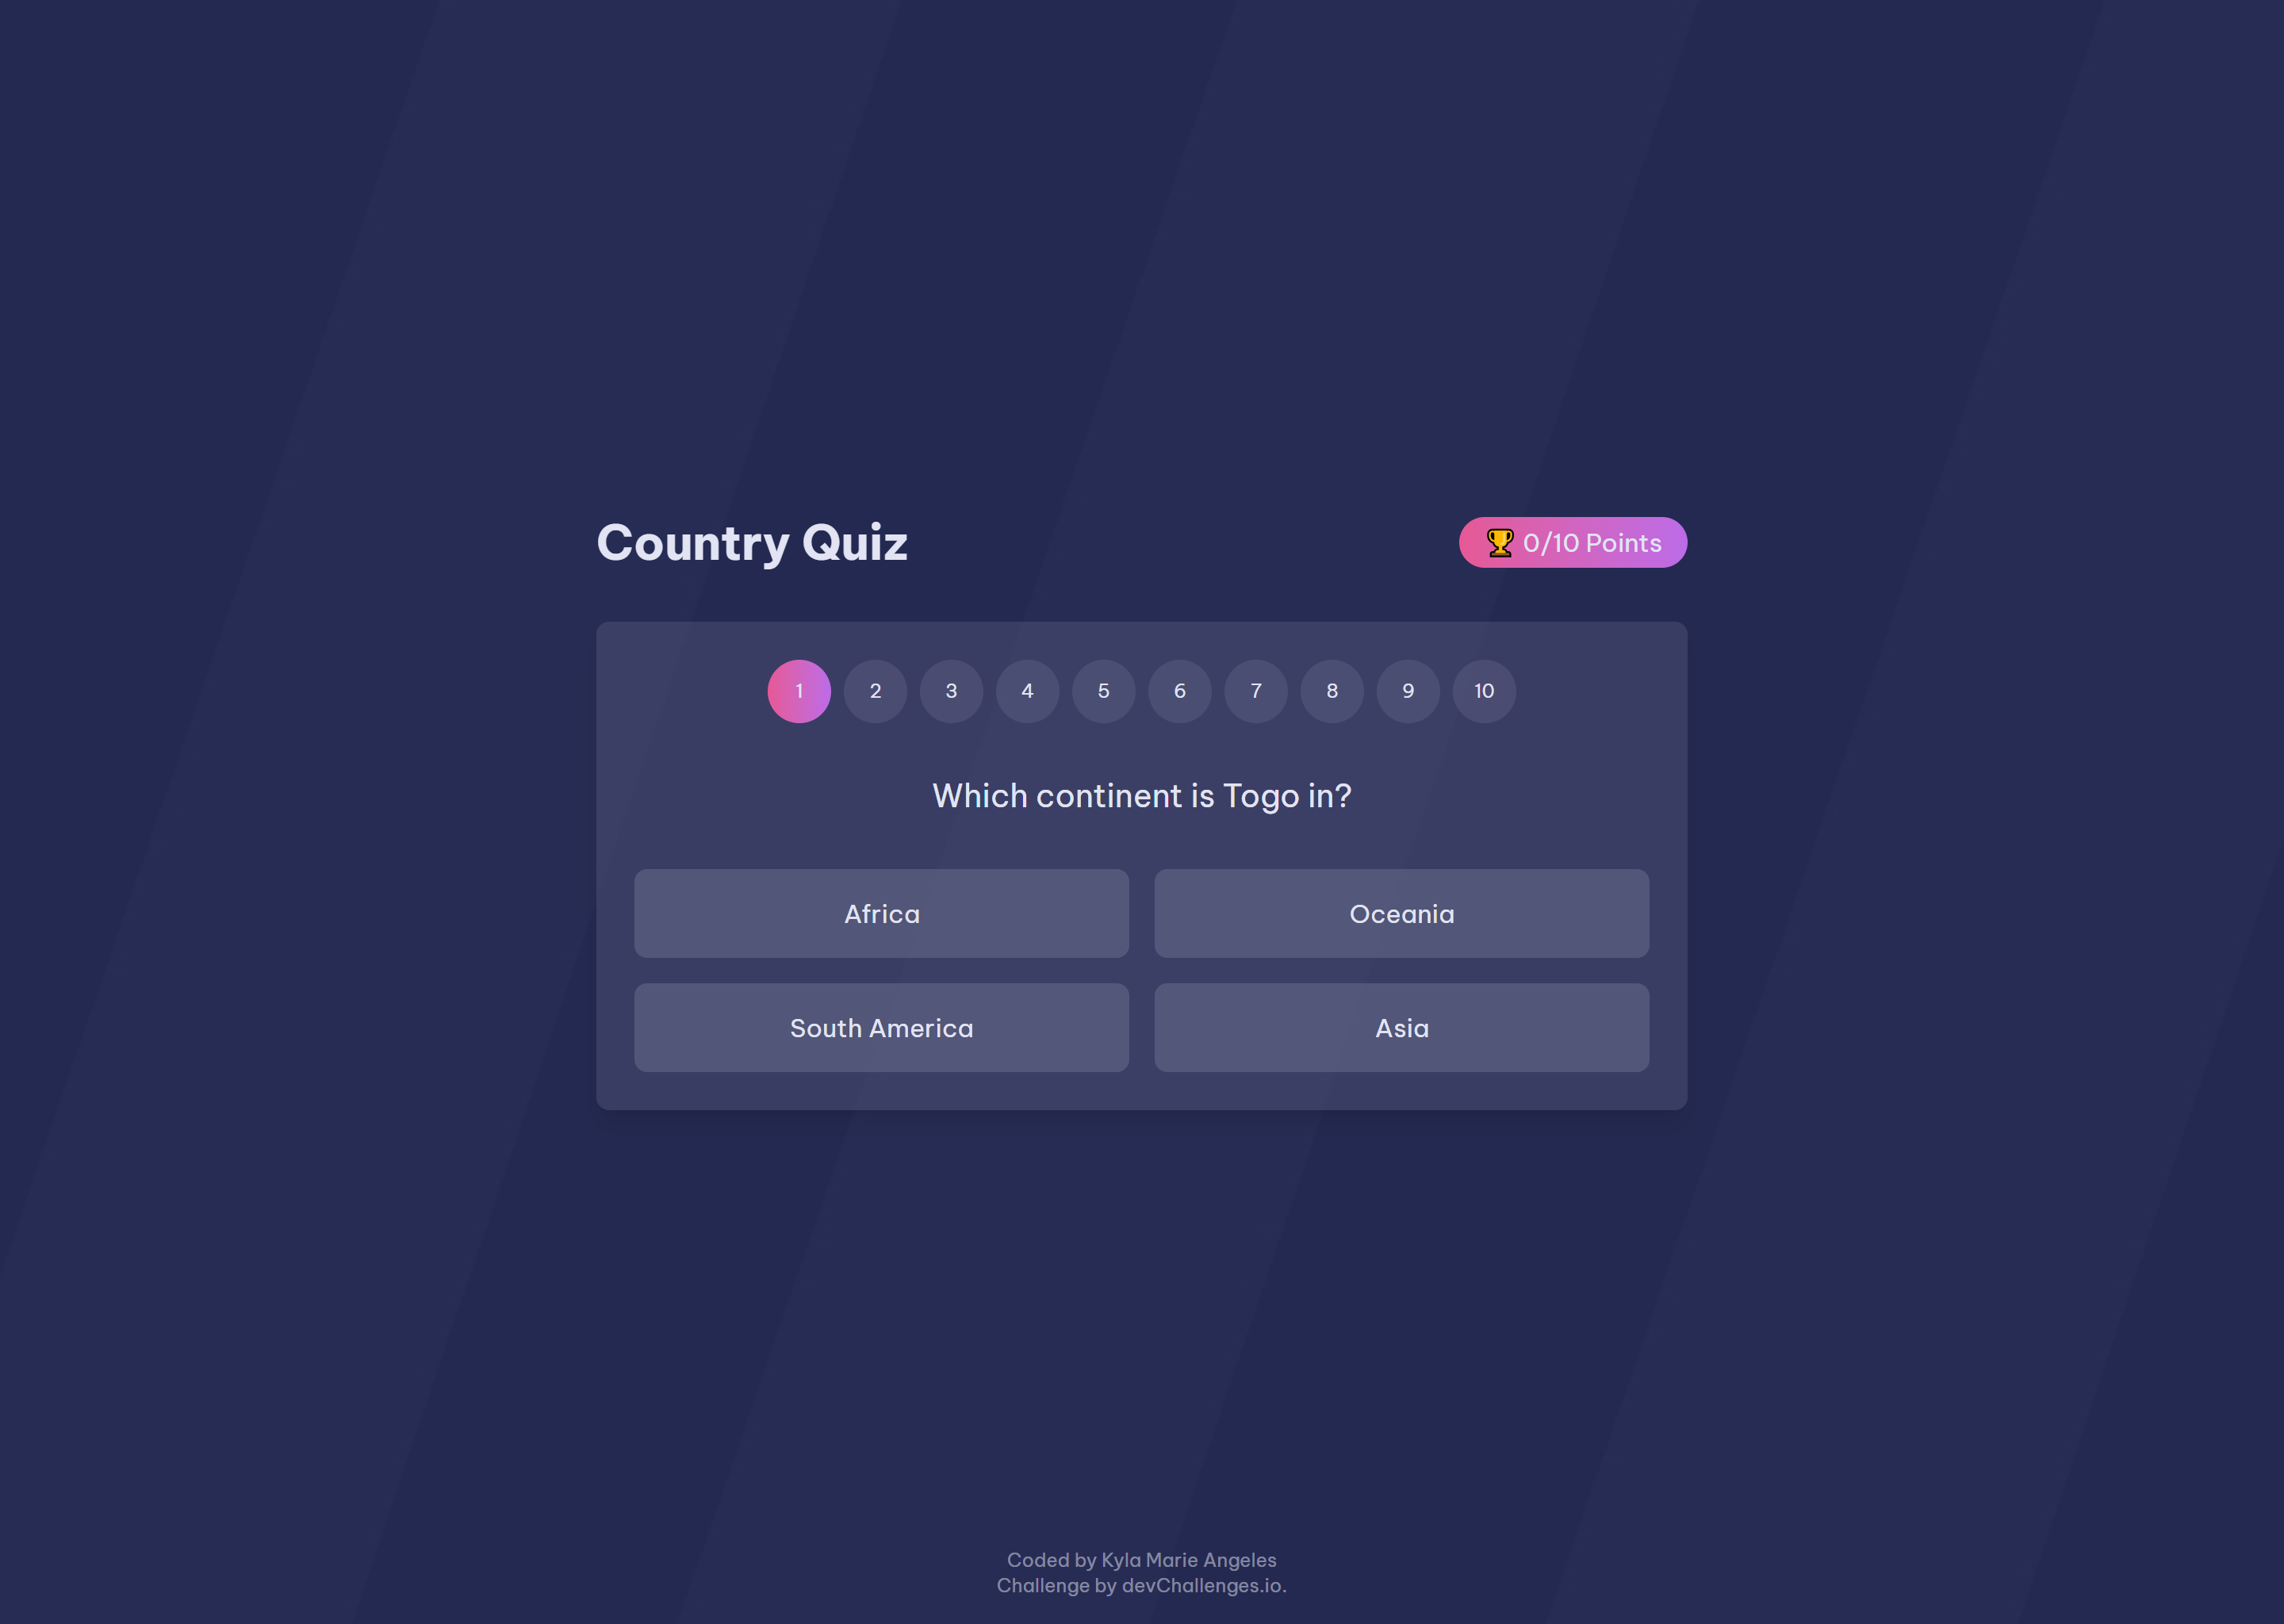 Country Quiz
🏆 0/10 Points
1 2 3 4 5 6 7 8 9 10
Which continent is Togo in?
Africa
Oceania
South America
Asia
Coded by Kyla Marie Angeles
Challenge by devChallenges.io.